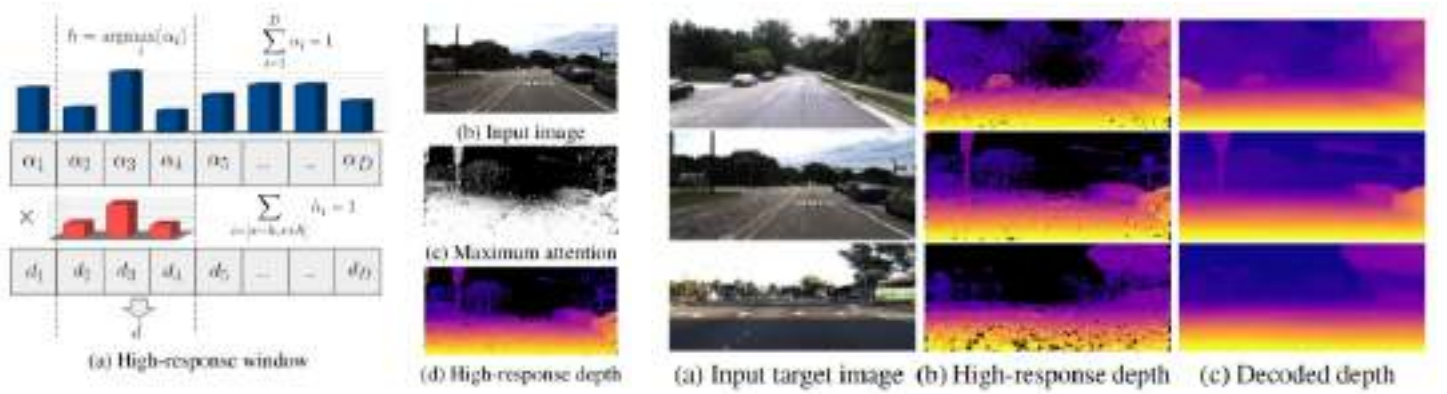 h = argmax(α_i)
i
D
∑ α_i = 1
i=1
α_1 α_2 α_3 α_4 α_5 ... ... α_D
×
∑ α̂_i = 1
d_1 d_2 d_3 d_4 d_5 ... ... d_D
d
(a) High-response window
(b) Input image
(c) Maximum attention
(d) High-response depth
(a) Input target image (b) High-response depth (c) Decoded depth